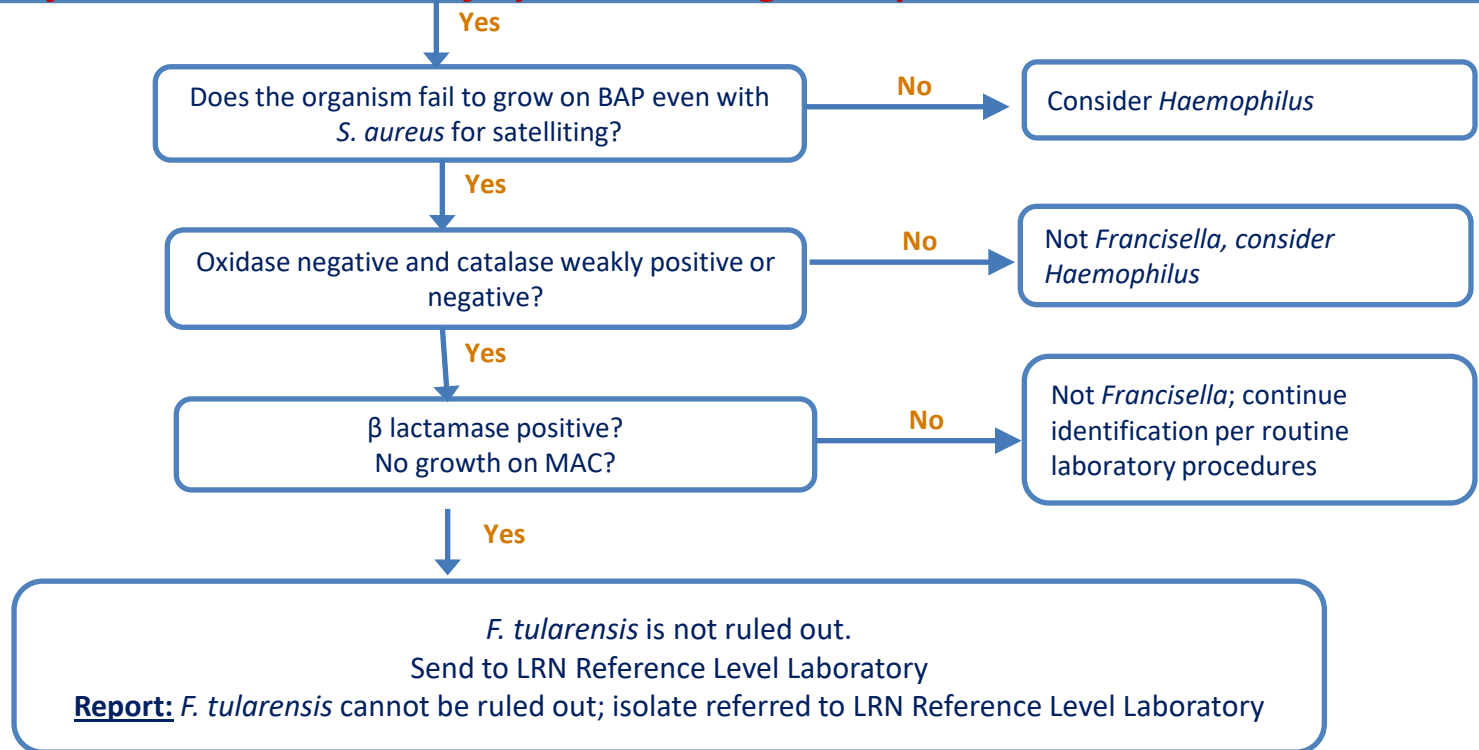 Yes
Does the organism fail to grow on BAP even with
S. aureus for satelliting?
No
Consider Haemophilus
Yes
Oxidase negative and catalase weakly positive or
negative?
No
Not Francisella, consider
Haemophilus
Yes
β lactamase positive?
No growth on MAC?
No
Not Francisella; continue
identification per routine
laboratory procedures
Yes
F. tularensis is not ruled out.
Send to LRN Reference Level Laboratory
Report: F. tularensis cannot be ruled out; isolate referred to LRN Reference Level Laboratory